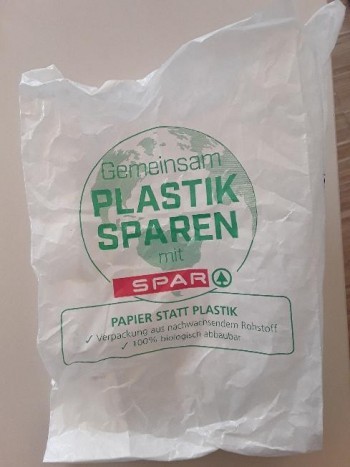 Gemeinsam
PLASTIK
SPAREN
mit
SPAR
PAPIER STATT PLASTIK
✓ Verpackung aus nachwachsendem Rohstoff
✓ 100% biologisch abbaubar